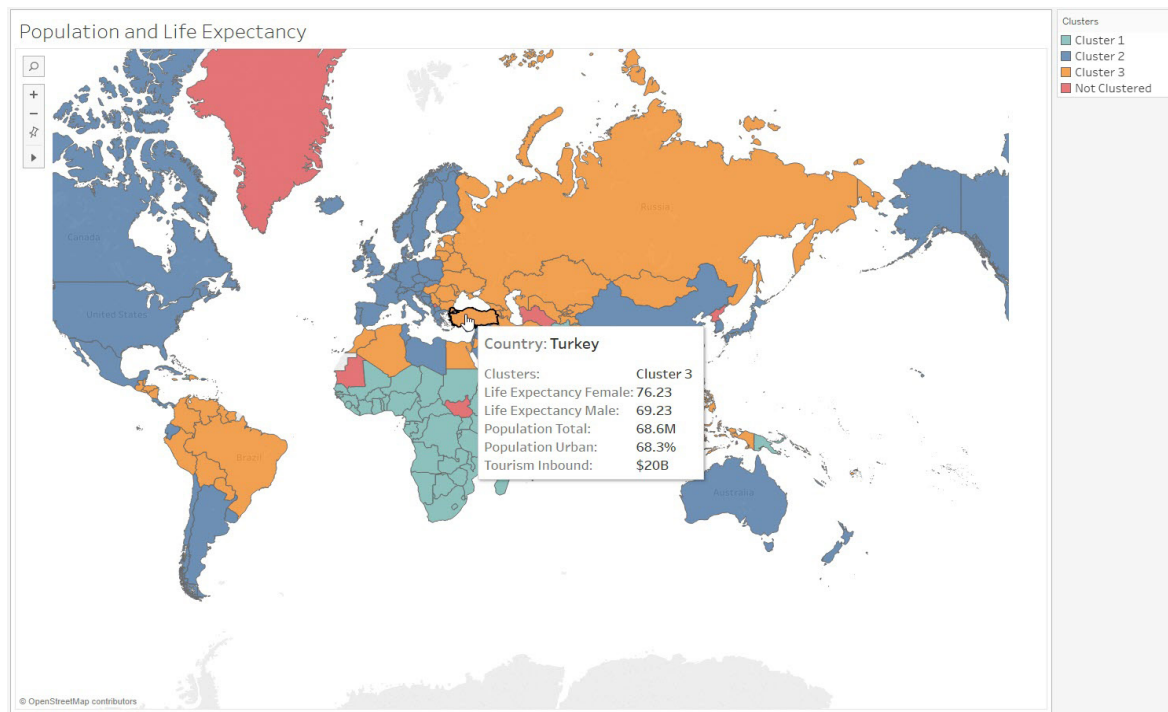 Population and Life Expectancy
Clusters
Cluster 1
Cluster 2
Cluster 3
Not Clustered
Canada
United States
Brazil
Russia
Australia
Country: Turkey
Clusters: Cluster 3
Life Expectancy Female: 76.23
Life Expectancy Male: 69.23
Population Total: 68.6M
Population Urban: 68.3%
Tourism Inbound: $20B
© OpenStreetMap contributors